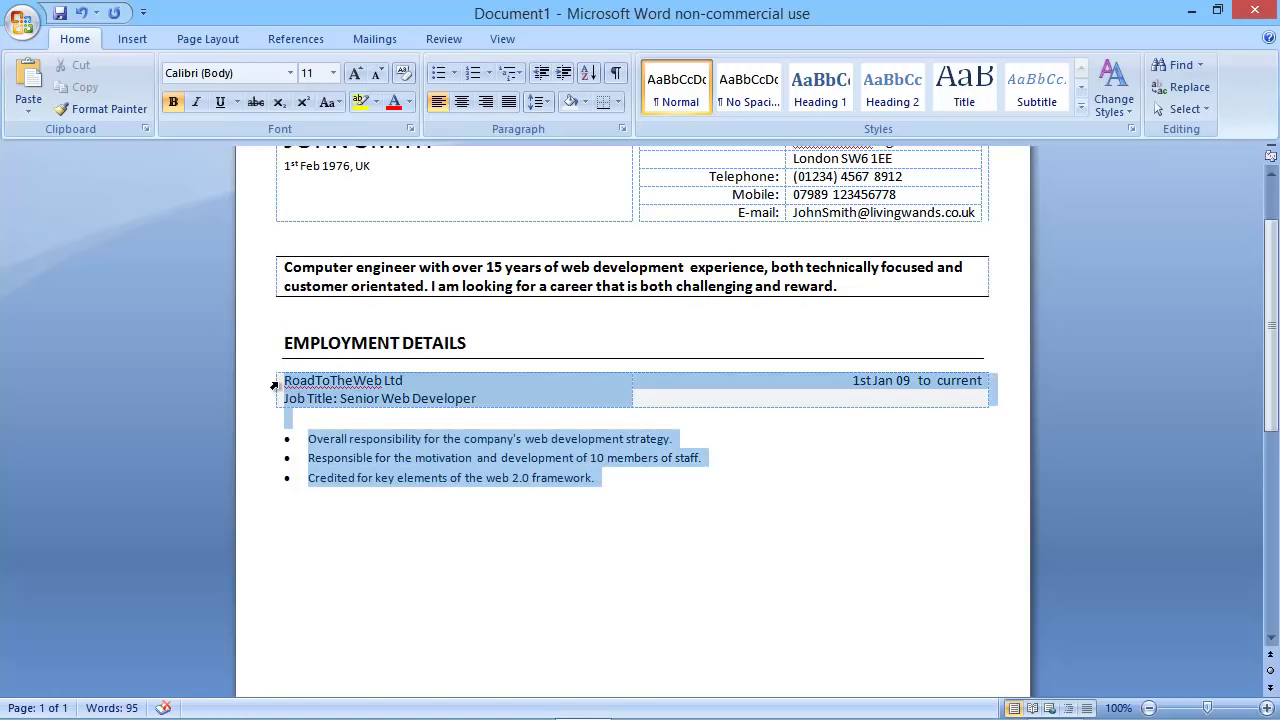 Document1 - Microsoft Word non-commercial use
Home Insert Page Layout References Mailings Review View
Paste
Cut
Copy
Format Painter
Clipboard
Calibri (Body) 11
B I U abc X₂ X² Aa A
Font
Paragraph
AaBbCcDc AaBbCcDc AaBbCc AaBbCc AaB AaBbCc.
¶ Normal ¶ No Spaci... Heading 1 Heading 2 Title Subtitle
Change Styles
Styles
Find
Replace
Select
Editing
JOHN SMITH
1st Feb 1976, UK
London SW6 1EE
Telephone: (01234) 4567 8912
Mobile: 07989 123456778
E-mail: JohnSmith@livingwands.co.uk
Computer engineer with over 15 years of web development experience, both technically focused and
customer orientated. I am looking for a career that is both challenging and reward.
EMPLOYMENT DETAILS
RoadToTheWeb Ltd 1st Jan 09 to current
Job Title: Senior Web Developer
• Overall responsibility for the company's web development strategy.
• Responsible for the motivation and development of 10 members of staff.
• Credited for key elements of the web 2.0 framework.
Page: 1 of 1 Words: 95 100%